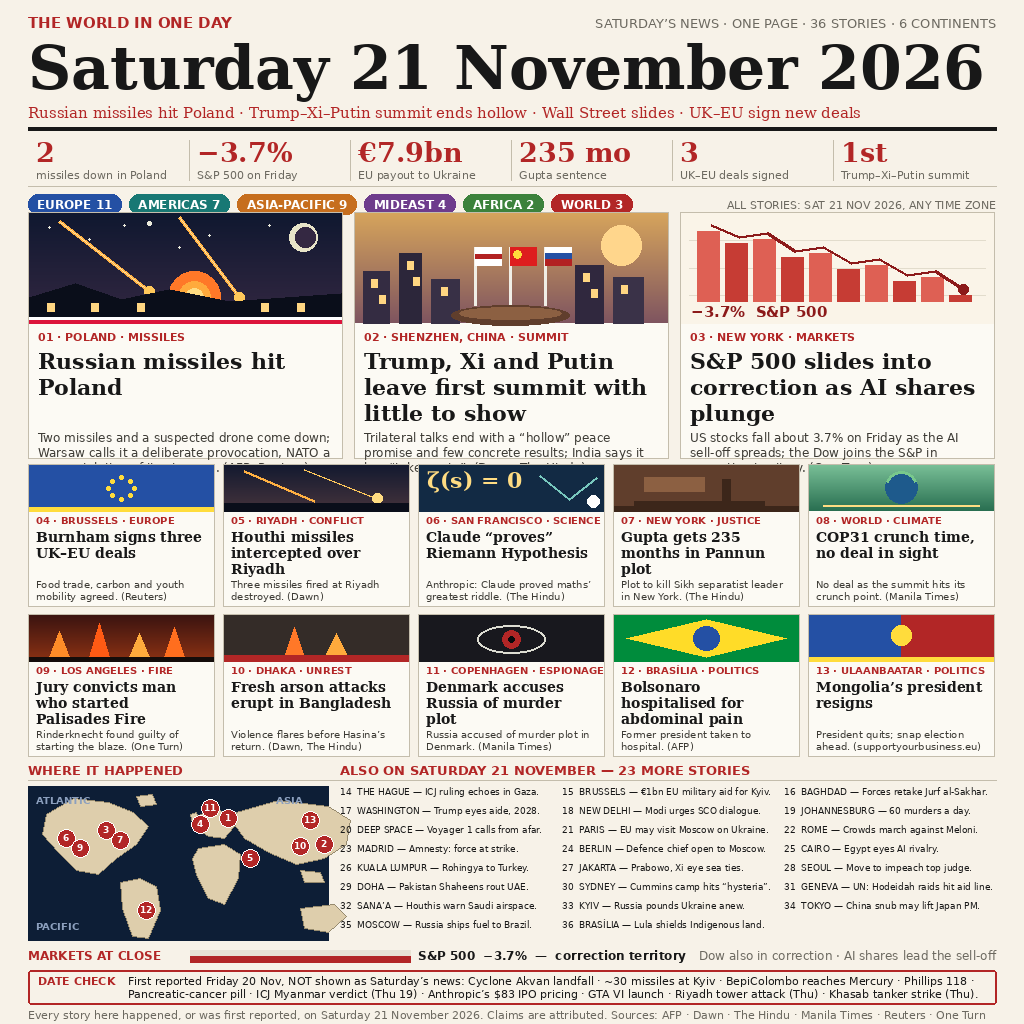 THE WORLD IN ONE DAY
SATURDAY’S NEWS · ONE PAGE · 36 STORIES · 6 CONTINENTS
Saturday 21 November 2026
Russian missiles hit Poland · Trump–Xi–Putin summit ends hollow · Wall Street slides · UK–EU sign new deals
2
missiles down in Poland
−3.7%
S&P 500 on Friday
€7.9bn
EU payout to Ukraine
235 mo
Gupta sentence
3
UK–EU deals signed
1st
Trump–Xi–Putin summit
EUROPE 11
AMERICAS 7
ASIA-PACIFIC 9
MIDEAST 4
AFRICA 2
WORLD 3
ALL STORIES: SAT 21 NOV 2026, ANY TIME ZONE
01 · POLAND · MISSILES
Russian missiles hit
Poland
Two missiles and a suspected drone come down;
Warsaw calls it a deliberate provocation, NATO a
02 · SHENZHEN, CHINA · SUMMIT
Trump, Xi and Putin
leave first summit with
little to show
Trilateral talks end with a “hollow” peace
promise and few concrete results; India says it
−3.7% S&P 500
03 · NEW YORK · MARKETS
S&P 500 slides into
correction as AI shares
plunge
US stocks fall about 3.7% on Friday as the AI
sell-off spreads; the Dow joins the S&P in
04 · BRUSSELS · EUROPE
Burnham signs three
UK–EU deals
Food trade, carbon and youth
mobility agreed. (Reuters)
05 · RIYADH · CONFLICT
Houthi missiles
intercepted over
Riyadh
Three missiles fired at Riyadh
destroyed. (Dawn)
ζ(s) = 0
06 · SAN FRANCISCO · SCIENCE
Claude “proves”
Riemann Hypothesis
Anthropic: Claude proved maths’
greatest riddle. (The Hindu)
07 · NEW YORK · JUSTICE
Gupta gets 235
months in Pannun
plot
Plot to kill Sikh separatist leader
in New York. (The Hindu)
08 · WORLD · CLIMATE
COP31 crunch time,
no deal in sight
No deal as the summit hits its
crunch point. (Manila Times)
09 · LOS ANGELES · FIRE
Jury convicts man
who started
Palisades Fire
Rinderknecht found guilty of
starting the blaze. (One Turn)
10 · DHAKA · UNREST
Fresh arson attacks
erupt in Bangladesh
Violence flares before Hasina’s
return. (Dawn, The Hindu)
11 · COPENHAGEN · ESPIONAGE
Denmark accuses
Russia of murder
plot
Russia accused of murder plot in
Denmark. (Manila Times)
12 · BRASÍLIA · POLITICS
Bolsonaro
hospitalised for
abdominal pain
Former president taken to
hospital. (AFP)
13 · ULAANBAATAR · POLITICS
Mongolia’s president
resigns
President quits; snap election
ahead. (supportyourbusiness.eu)
WHERE IT HAPPENED
ATLANTIC
ASIA
PACIFIC
11
1
4
3
6
7
9
13
10
2
5
12
ALSO ON SATURDAY 21 NOVEMBER — 23 MORE STORIES
14 THE HAGUE — ICJ ruling echoes in Gaza.
15 BRUSSELS — €1bn EU military aid for Kyiv.
16 BAGHDAD — Forces retake Jurf al-Sakhar.
17 WASHINGTON — Trump eyes aide, 2028.
18 NEW DELHI — Modi urges SCO dialogue.
19 JOHANNESBURG — 60 murders a day.
20 DEEP SPACE — Voyager 1 calls from afar.
21 PARIS — EU may visit Moscow on Ukraine.
22 ROME — Crowds march against Meloni.
23 MADRID — Amnesty: force at strike.
24 BERLIN — Defence chief open to Moscow.
25 CAIRO — Egypt eyes AI rivalry.
26 KUALA LUMPUR — Rohingya to Turkey.
27 JAKARTA — Prabowo, Xi eye sea ties.
28 SEOUL — Move to impeach top judge.
29 DOHA — Pakistan Shaheens rout UAE.
30 SYDNEY — Cummins camp hits “hysteria”.
31 GENEVA — UN: Hodeidah raids hit aid line.
32 SANA’A — Houthis warn Saudi airspace.
33 KYIV — Russia pounds Ukraine anew.
34 TOKYO — China snub may lift Japan PM.
35 MOSCOW — Russia ships fuel to Brazil.
36 BRASÍLIA — Lula shields Indigenous land.
MARKETS AT CLOSE
S&P 500 −3.7% — correction territory
Dow also in correction · AI shares lead the sell-off
DATE CHECK
First reported Friday 20 Nov, NOT shown as Saturday’s news: Cyclone Akvan landfall · ~30 missiles at Kyiv · BepiColombo reaches Mercury · Phillips 118 ·
Pancreatic-cancer pill · ICJ Myanmar verdict (Thu 19) · Anthropic’s $83 IPO pricing · GTA VI launch · Riyadh tower attack (Thu) · Khasab tanker strike (Thu).
Every story here happened, or was first reported, on Saturday 21 November 2026. Claims are attributed. Sources: AFP · Dawn · The Hindu · Manila Times · Reuters · One Turn